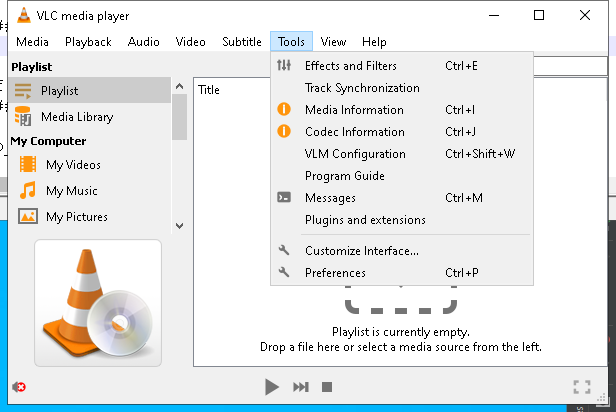 VLC media player
Media Playback Audio Video Subtitle Tools View Help
Playlist
Playlist
Media Library
My Computer
My Videos
My Music
My Pictures
Title
Effects and Filters Ctrl+E
Track Synchronization
Media Information Ctrl+I
Codec Information Ctrl+J
VLM Configuration Ctrl+Shift+W
Program Guide
Messages Ctrl+M
Plugins and extensions
Customize Interface...
Preferences Ctrl+P
Playlist is currently empty.
Drop a file here or select a media source from the left.